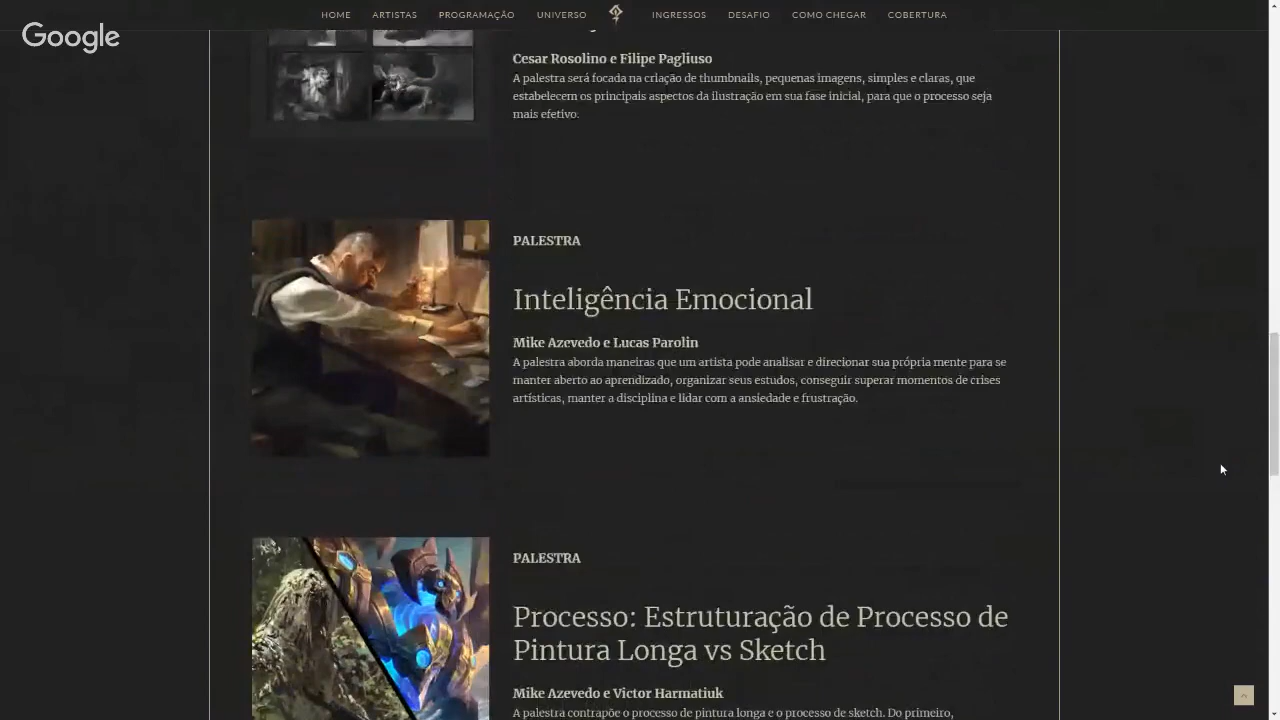 HOME ARTISTAS PROGRAMAÇÃO UNIVERSO INGRESSOS DESAFIO COMO CHEGAR COBERTURA
Google
Cesar Rosolino e Filipe Pagliuso
A palestra será focada na criação de thumbnails, pequenas imagens, simples e claras, que
estabelecem os principais aspectos da ilustração em sua fase inicial, para que o processo seja
mais efetivo.
PALESTRA
Inteligência Emocional
Mike Azevedo e Lucas Parolin
A palestra aborda maneiras que um artista pode analisar e direcionar sua própria mente para se
manter aberto ao aprendizado, organizar seus estudos, conseguir superar momentos de crises
artísticas, manter a disciplina e lidar com a ansiedade e frustração.
PALESTRA
Processo: Estruturação de Processo de
Pintura Longa vs Sketch
Mike Azevedo e Victor Harmatiuk
A palestra contrapõe o processo de pintura longa e o processo de sketch. Do primeiro,